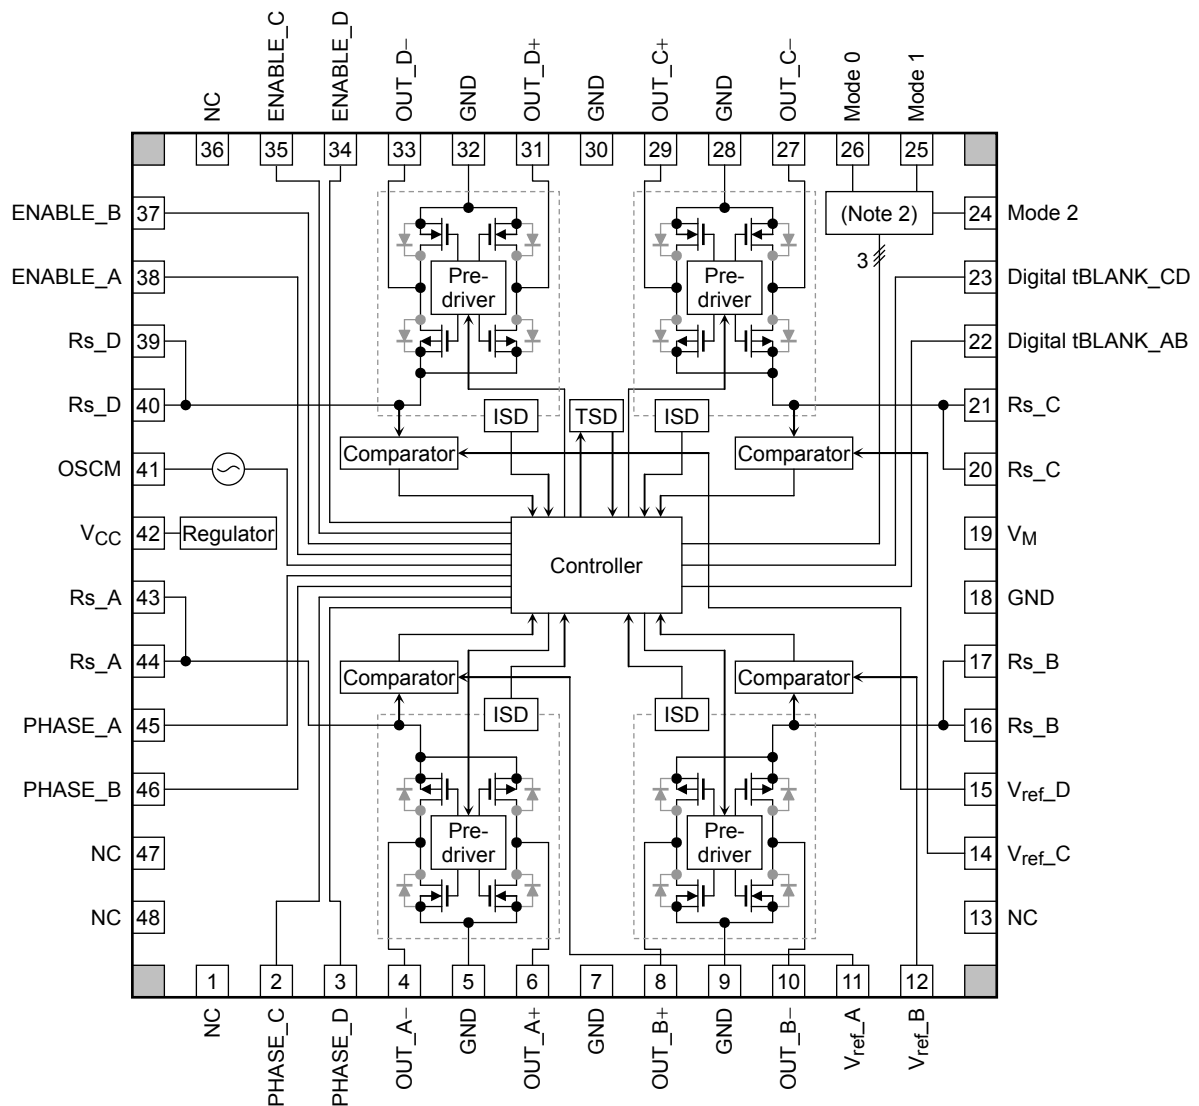 NC
ENABLE_C
ENABLE_D
OUT_D−
GND
OUT_D+
GND
OUT_C+
GND
OUT_C−
Mode 0
Mode 1
36
35
34
33
32
31
30
29
28
27
26
25
ENABLE_B 37
(Note 2)
24 Mode 2
3
ENABLE_A 38
Pre-
driver
Pre-
driver
23 Digital tBLANK_CD
Rs_D 39
22 Digital tBLANK_AB
Rs_D 40
ISD
TSD
ISD
21 Rs_C
Comparator
Comparator
OSCM 41
20 Rs_C
VCC 42
Regulator
19 VM
Controller
Rs_A 43
18 GND
Rs_A 44
Comparator
Comparator
17 Rs_B
ISD
ISD
PHASE_A 45
16 Rs_B
PHASE_B 46
15 Vref_D
Pre-
driver
Pre-
driver
NC 47
14 Vref_C
NC 48
13 NC
1
2
3
4
5
6
7
8
9
10
11
12
NC
PHASE_C
PHASE_D
OUT_A−
GND
OUT_A+
GND
OUT_B+
GND
OUT_B−
Vref_A
Vref_B